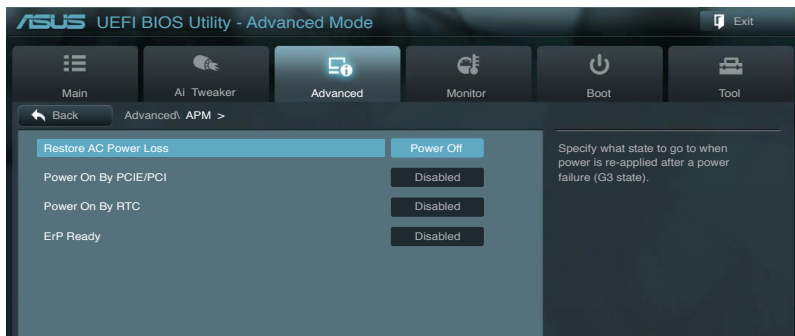 ASUS UEFI BIOS Utility - Advanced Mode
Exit
Main
Ai Tweaker
Advanced
Monitor
Boot
Tool
Back
Advanced\ APM >
Restore AC Power Loss Power Off
Power On By PCIE/PCI Disabled
Power On By RTC Disabled
ErP Ready Disabled
Specify what state to go to when
power is re-applied after a power
failure (G3 state).